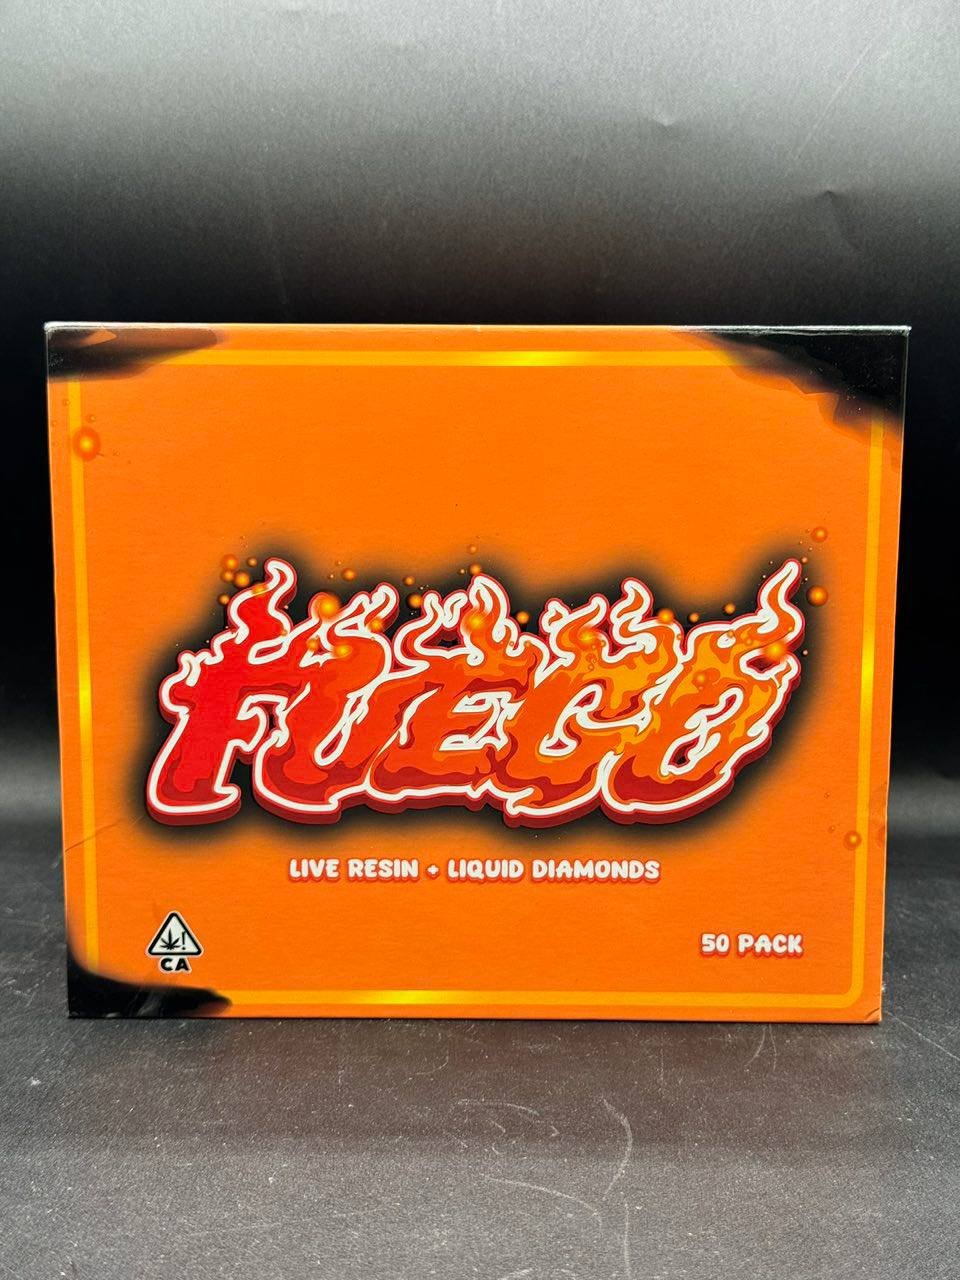 FUEGO
LIVE RESIN + LIQUID DIAMONDS
50 PACK
CA